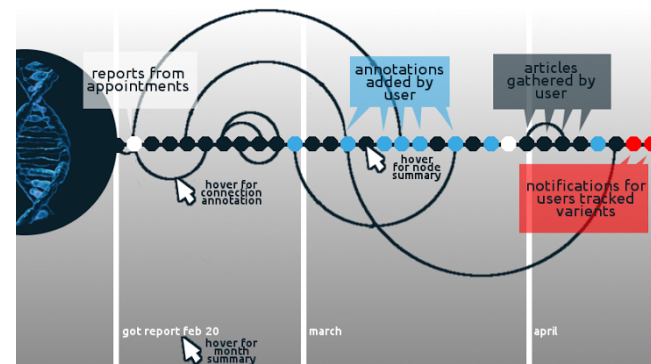 reports from
appointments
annotations
added by
user
articles
gathered by
user
hover
for node
summary
hover for
connection
annotation
notifications for
users tracked
varients
got report feb 20
march
april
hover for
month
summary